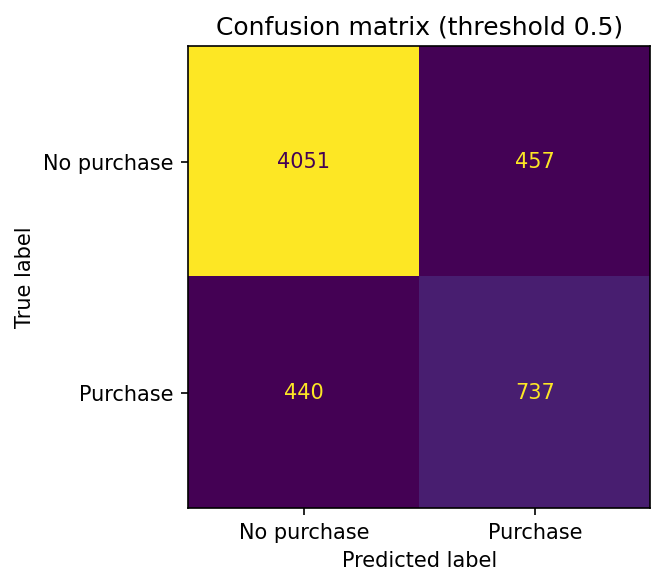 Confusion matrix (threshold 0.5)
True label
No purchase
4051
457
Purchase
440
737
No purchase
Purchase
Predicted label